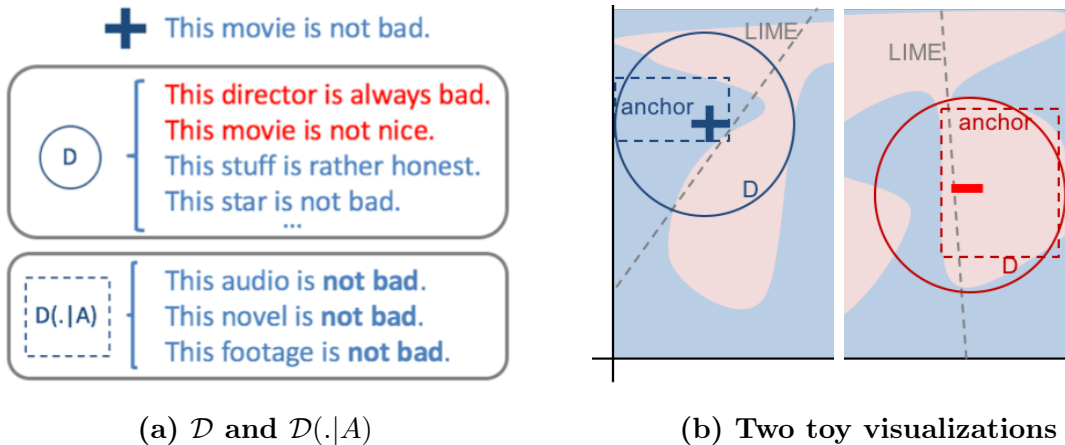 This movie is not bad.
This director is always bad.
This movie is not nice.
D
This stuff is rather honest.
This star is not bad.
...
This audio is not bad.
D(.|A)
This novel is not bad.
This footage is not bad.
(a) D and D(.|A)
LIME
anchor
D
LIME
anchor
D
(b) Two toy visualizations